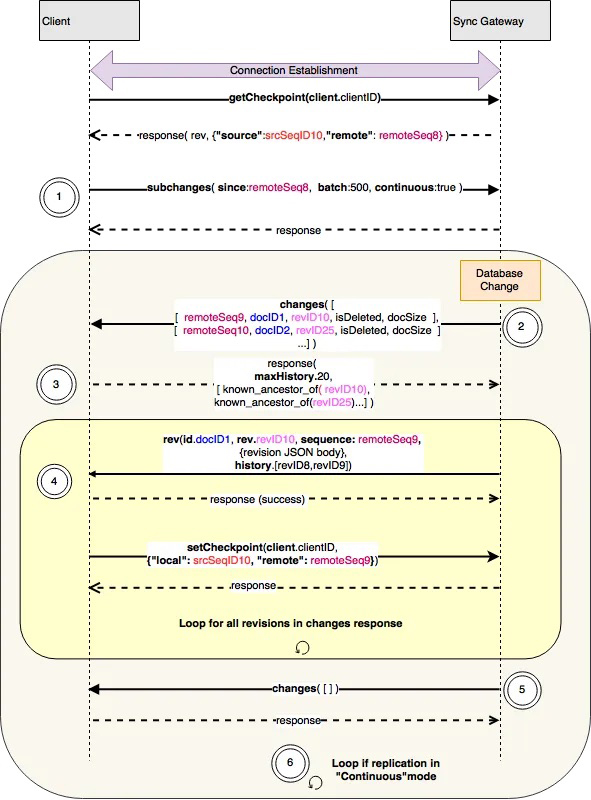 Client
Sync Gateway
Connection Establishment
getCheckpoint(client.clientID)
response( rev, {"source":srcSeqID10,"remote": remoteSeq8} )
1
subchanges( since:remoteSeq8, batch:500, continuous:true )
response
Database
Change
changes( [
[ remoteSeq9, docID1, revID10, isDeleted, docSize ],
[ remoteSeq10, docID2, revID25, isDeleted, docSize ]
...] )
2
response(
maxHistory.20,
[ known_ancestor_of( revID10),
known_ancestor_of(revID25)...] )
3
rev(id.docID1, rev.revID10, sequence: remoteSeq9,
{revision JSON body},
history.[revID8,revID9])
4
response (success)
setCheckpoint(client.clientID,
{"local": srcSeqID10, "remote": remoteSeq9})
response
Loop for all revisions in changes response
changes( [ ] )
5
response
6
Loop if replication in
"Continuous"mode